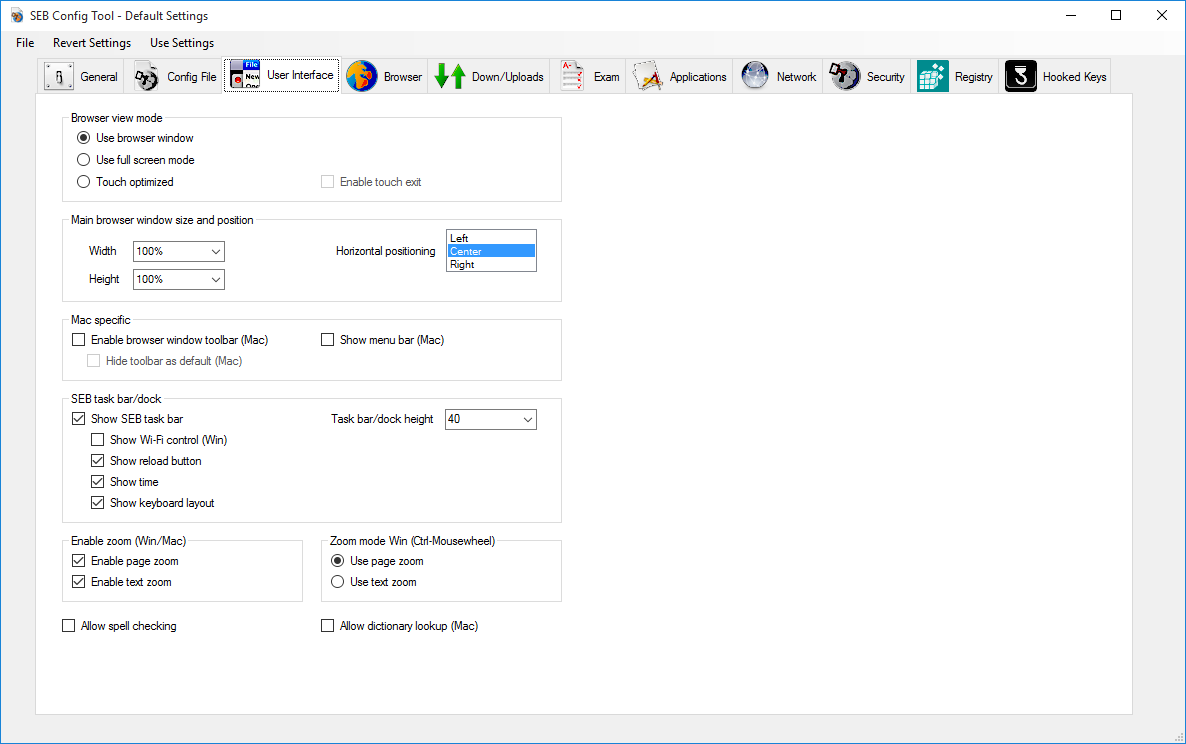 SEB Config Tool - Default Settings
File Revert Settings Use Settings
General Config File File New User Interface Browser Down/Uploads A- Exam Applications Network Security Registry Hooked Keys
Browser view mode
Use browser window
Use full screen mode
Touch optimized Enable touch exit
Main browser window size and position
Width 100% Horizontal positioning Left
Center
Right
Height 100%
Mac specific
Enable browser window toolbar (Mac) Show menu bar (Mac)
Hide toolbar as default (Mac)
SEB task bar/dock
Show SEB task bar Task bar/dock height 40
Show Wi-Fi control (Win)
Show reload button
Show time
Show keyboard layout
Enable zoom (Win/Mac) Zoom mode Win (Ctrl-Mousewheel)
Enable page zoom Use page zoom
Enable text zoom Use text zoom
Allow spell checking Allow dictionary lookup (Mac)